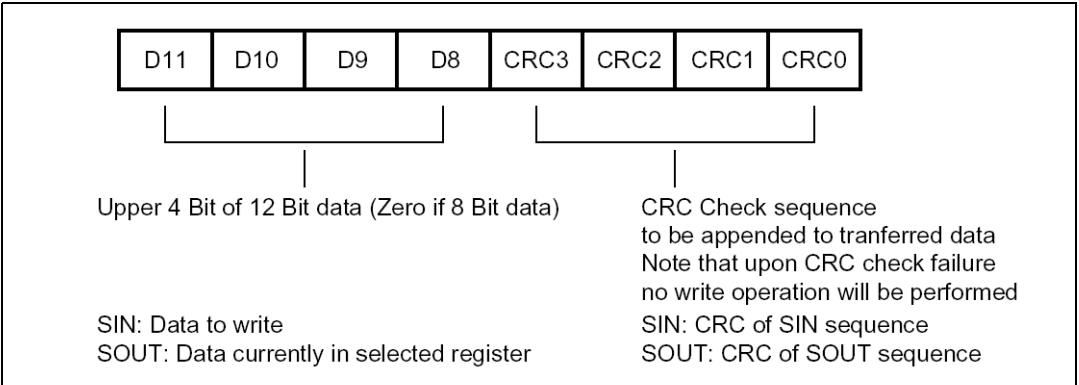 D11 D10 D9 D8 CRC3 CRC2 CRC1 CRC0
Upper 4 Bit of 12 Bit data (Zero if 8 Bit data)
SIN: Data to write
SOUT: Data currently in selected register
CRC Check sequence
to be appended to tranferred data
Note that upon CRC check failure
no write operation will be performed
SIN: CRC of SIN sequence
SOUT: CRC of SOUT sequence